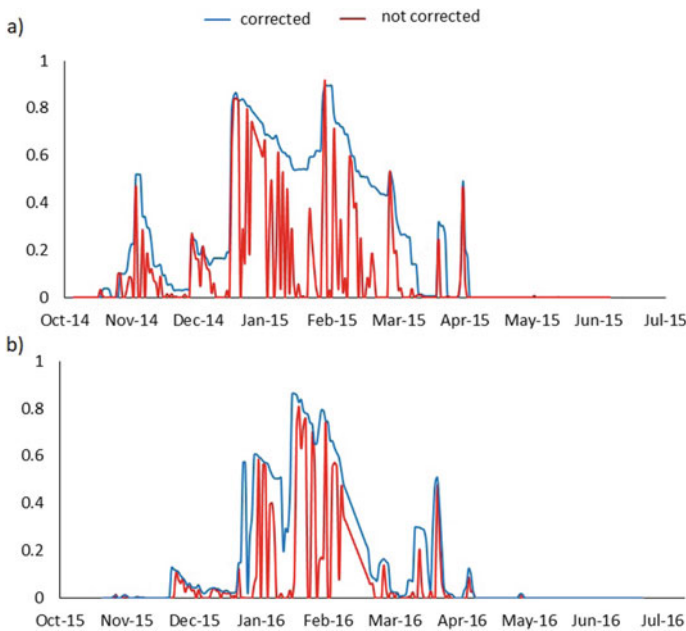 corrected not corrected
a)
1
0.8
0.6
0.4
0.2
0
Oct-14 Nov-14 Dec-14 Jan-15 Feb-15 Mar-15 Apr-15 May-15 Jun-15 Jul-15
b)
1
0.8
0.6
0.4
0.2
0
Oct-15 Nov-15 Dec-15 Jan-16 Feb-16 Mar-16 Apr-16 May-16 Jun-16 Jul-16